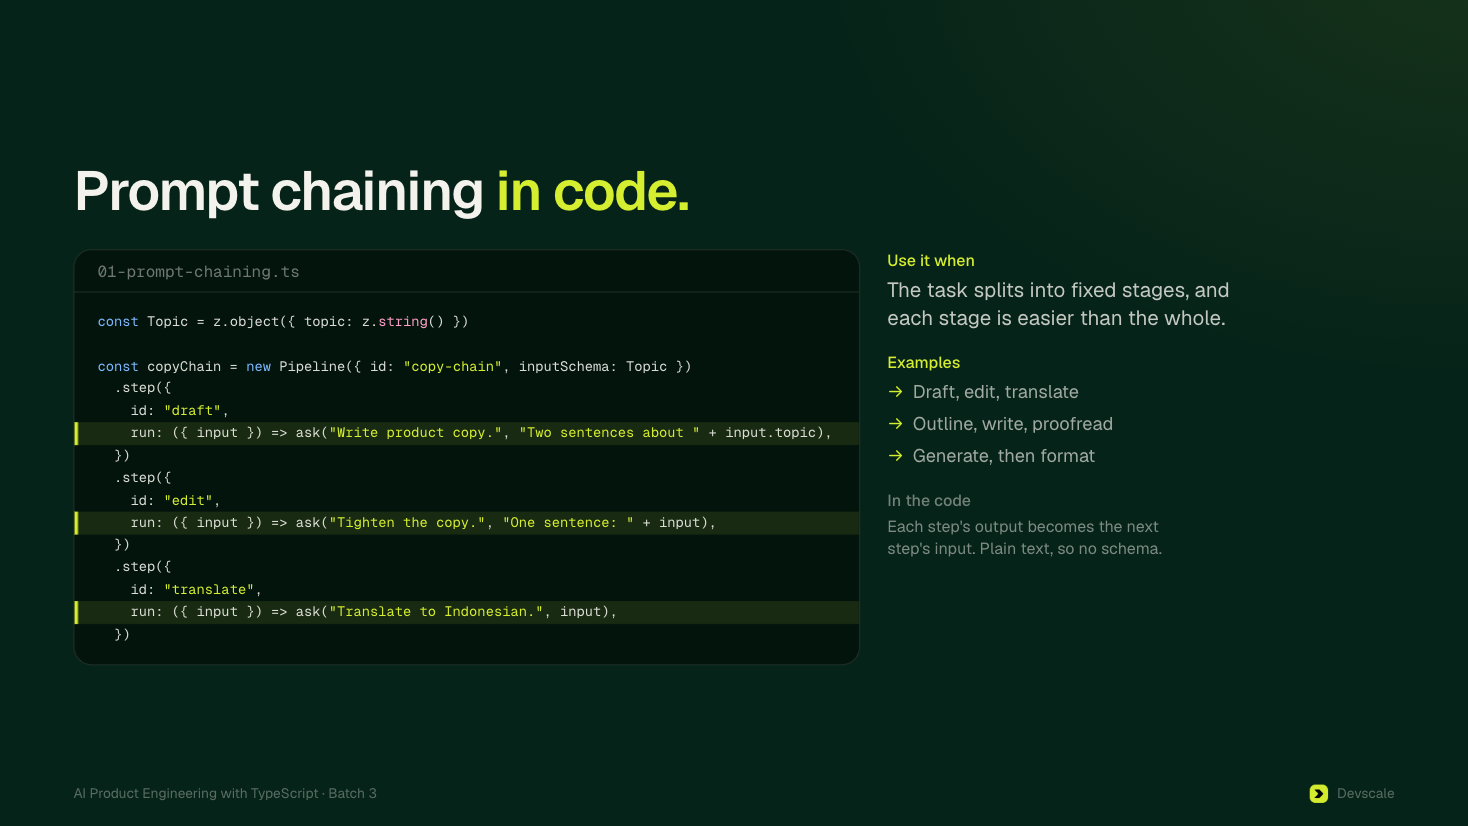 Prompt chaining in code.
01-prompt-chaining.ts
const Topic = z.object({ topic: z.string() })
const copyChain = new Pipeline({ id: "copy-chain", inputSchema: Topic })
  .step({
    id: "draft",
    run: ({ input }) => ask("Write product copy.", "Two sentences about " + input.topic),
  })
  .step({
    id: "edit",
    run: ({ input }) => ask("Tighten the copy.", "One sentence: " + input),
  })
  .step({
    id: "translate",
    run: ({ input }) => ask("Translate to Indonesian.", input),
  })
Use it when
The task splits into fixed stages, and
each stage is easier than the whole.
Examples
→ Draft, edit, translate
→ Outline, write, proofread
→ Generate, then format
In the code
Each step's output becomes the next
step's input. Plain text, so no schema.
AI Product Engineering with TypeScript · Batch 3
Devscale